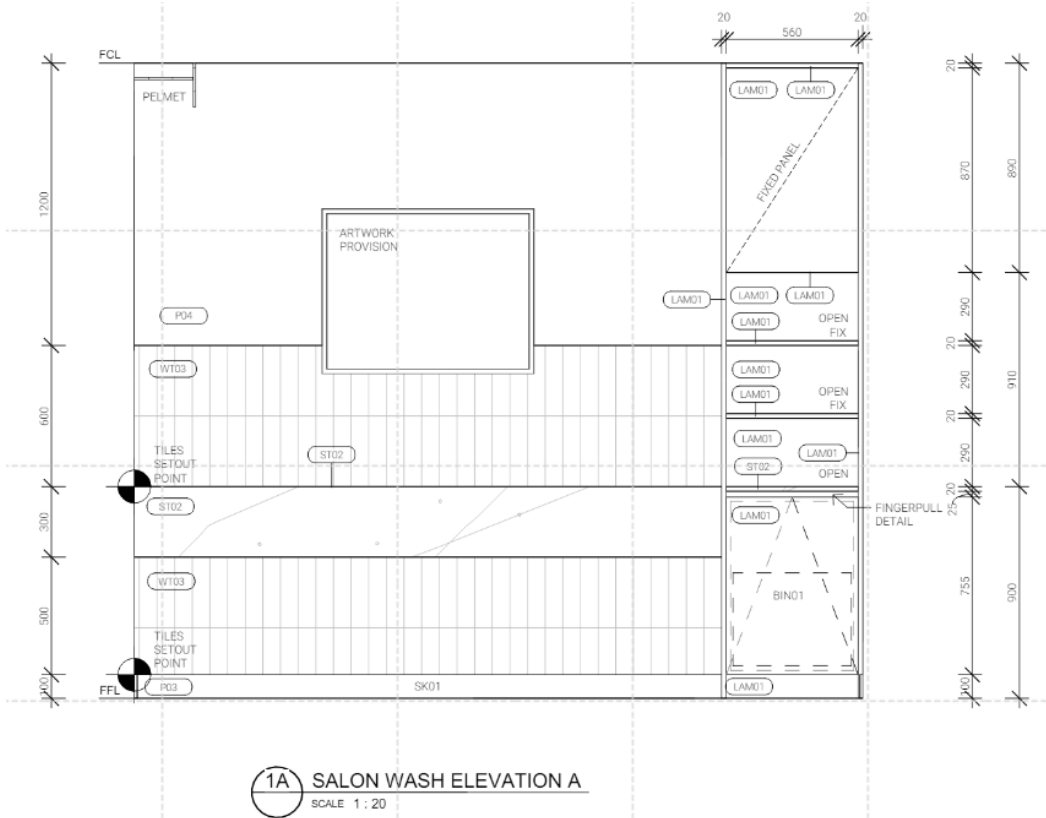 20
20
560
FCL
PELMET
LAM01
LAM01
20
1200
FIXED PANEL
870
890
ARTWORK
PROVISION
LAM01
LAM01
LAM01
P04
LAM01
OPEN
FIX
290
20
WT03
LAM01
LAM01
OPEN
FIX
290
910
20
600
TILES
SETOUT
POINT
ST02
LAM01
LAM01
ST02
OPEN
290
20
ST02
LAM01
FINGERPULL
DETAIL
25
300
WT03
BIN01
755
900
500
TILES
SETOUT
POINT
FFL
P03
SK01
LAM01
100
100
1A
SALON WASH ELEVATION A
SCALE 1 : 20